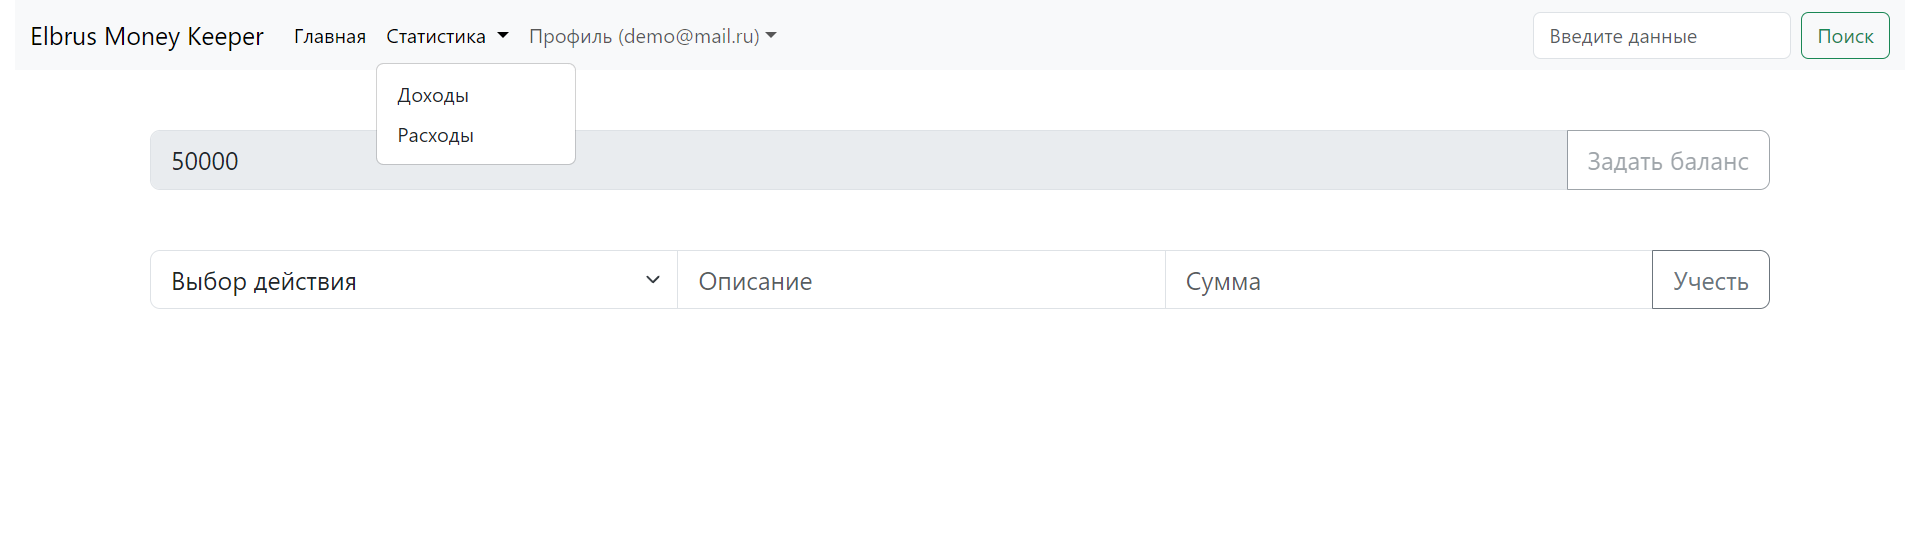 Elbrus Money Keeper Главная Статистика Профиль (demo@mail.ru) Введите данные Поиск
Доходы
Расходы
50000 Задать баланс
Выбор действия Описание Сумма Учесть